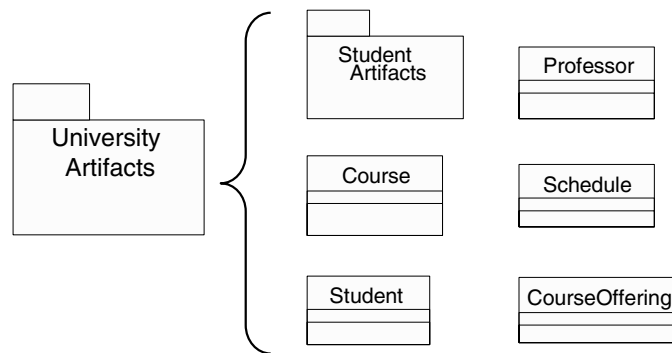 University
Artifacts
Student
Artifacts
Professor
Course
Schedule
Student
CourseOffering